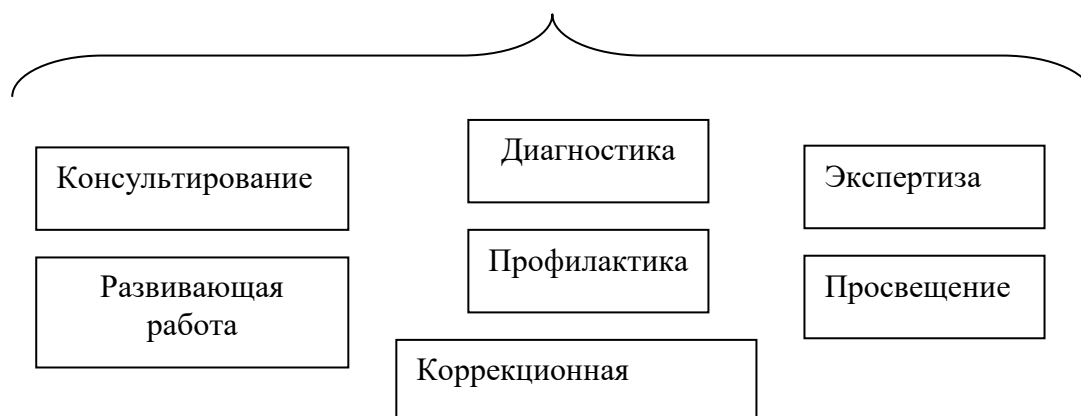 Консультирование
Диагностика
Экспертиза
Развивающая
работа
Профилактика
Просвещение
Коррекционная